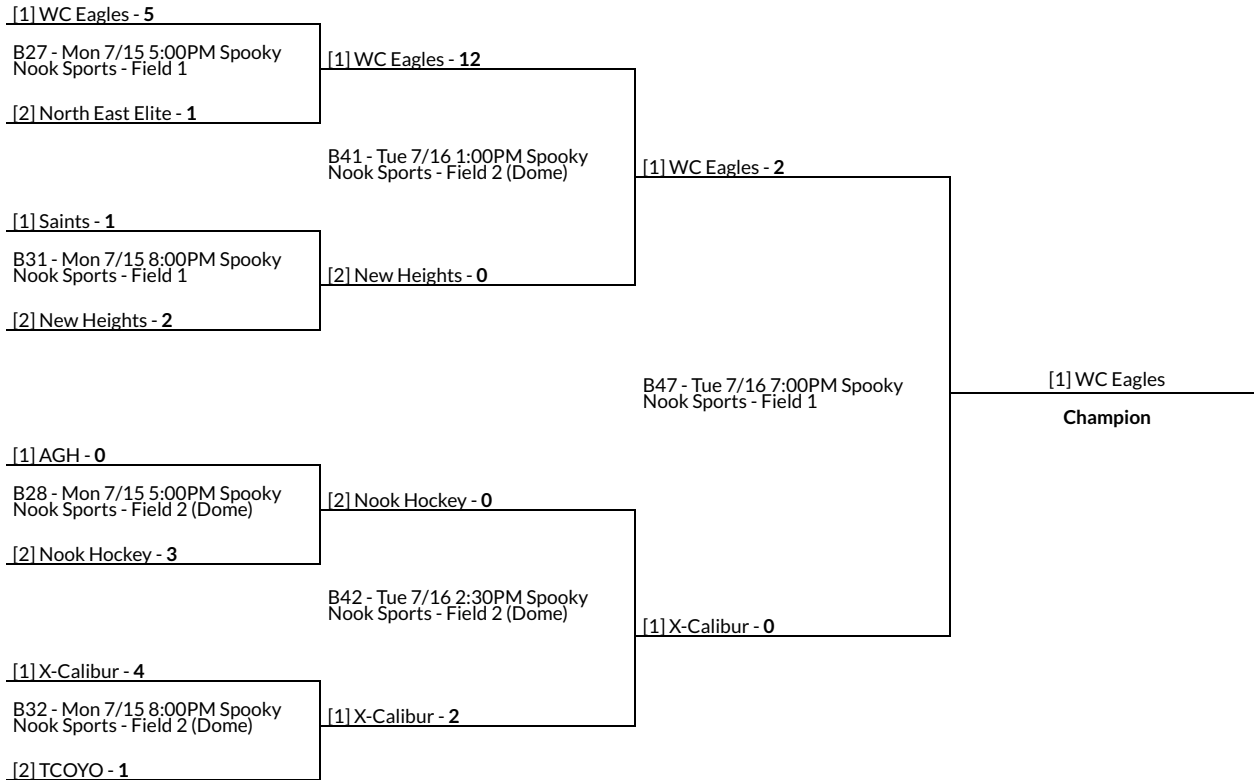 [1] WC Eagles - 5
B27 - Mon 7/15 5:00PM Spooky
Nook Sports - Field 1
[2] North East Elite - 1
[1] WC Eagles - 12
B41 - Tue 7/16 1:00PM Spooky
Nook Sports - Field 2 (Dome)
[1] Saints - 1
B31 - Mon 7/15 8:00PM Spooky
Nook Sports - Field 1
[2] New Heights - 2
[2] New Heights - 0
[1] WC Eagles - 2
B47 - Tue 7/16 7:00PM Spooky
Nook Sports - Field 1
[1] WC Eagles
Champion
[1] AGH - 0
B28 - Mon 7/15 5:00PM Spooky
Nook Sports - Field 2 (Dome)
[2] Nook Hockey - 3
[2] Nook Hockey - 0
B42 - Tue 7/16 2:30PM Spooky
Nook Sports - Field 2 (Dome)
[1] X-Calibur - 0
[1] X-Calibur - 4
B32 - Mon 7/15 8:00PM Spooky
Nook Sports - Field 2 (Dome)
[2] TCOYO - 1
[1] X-Calibur - 2